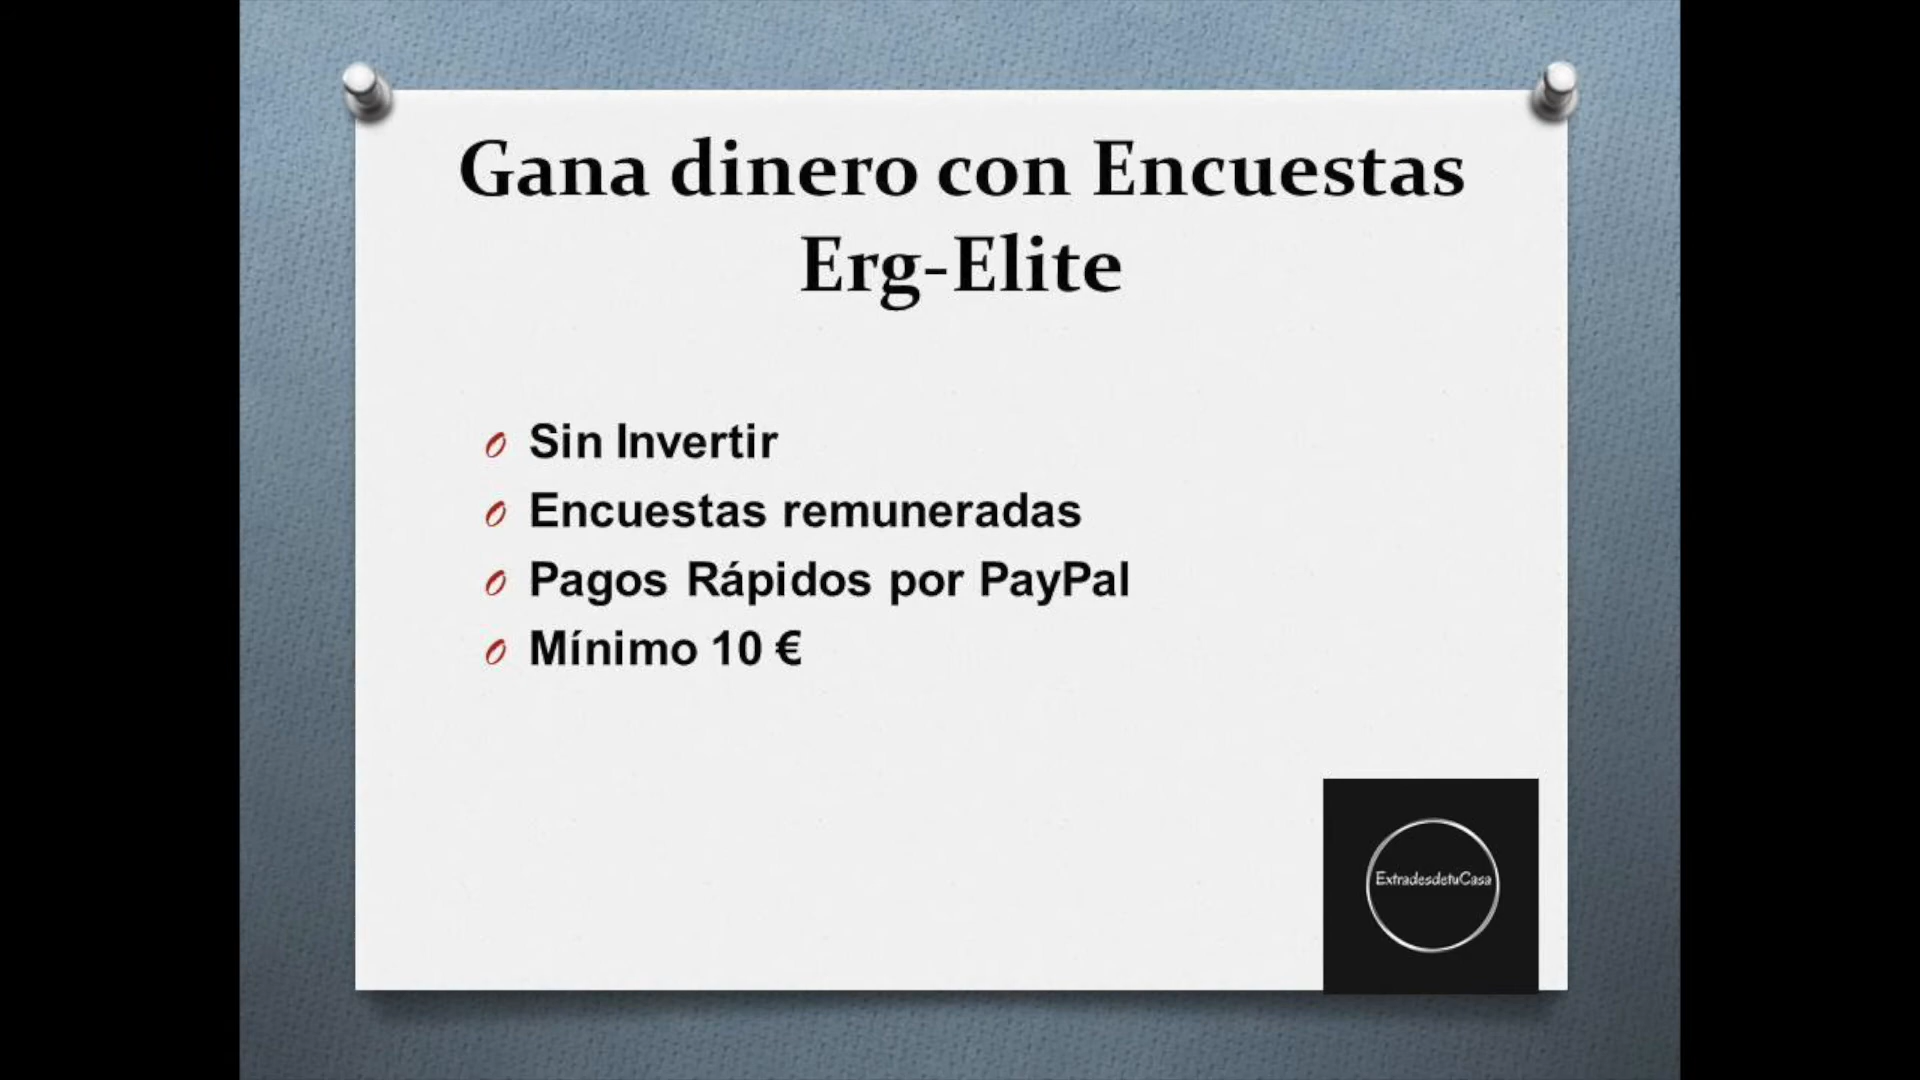 Gana dinero con Encuestas
Erg-Elite
Sin Invertir
Encuestas remuneradas
Pagos Rápidos por PayPal
Mínimo 10 €
ExtradesdetuCasa